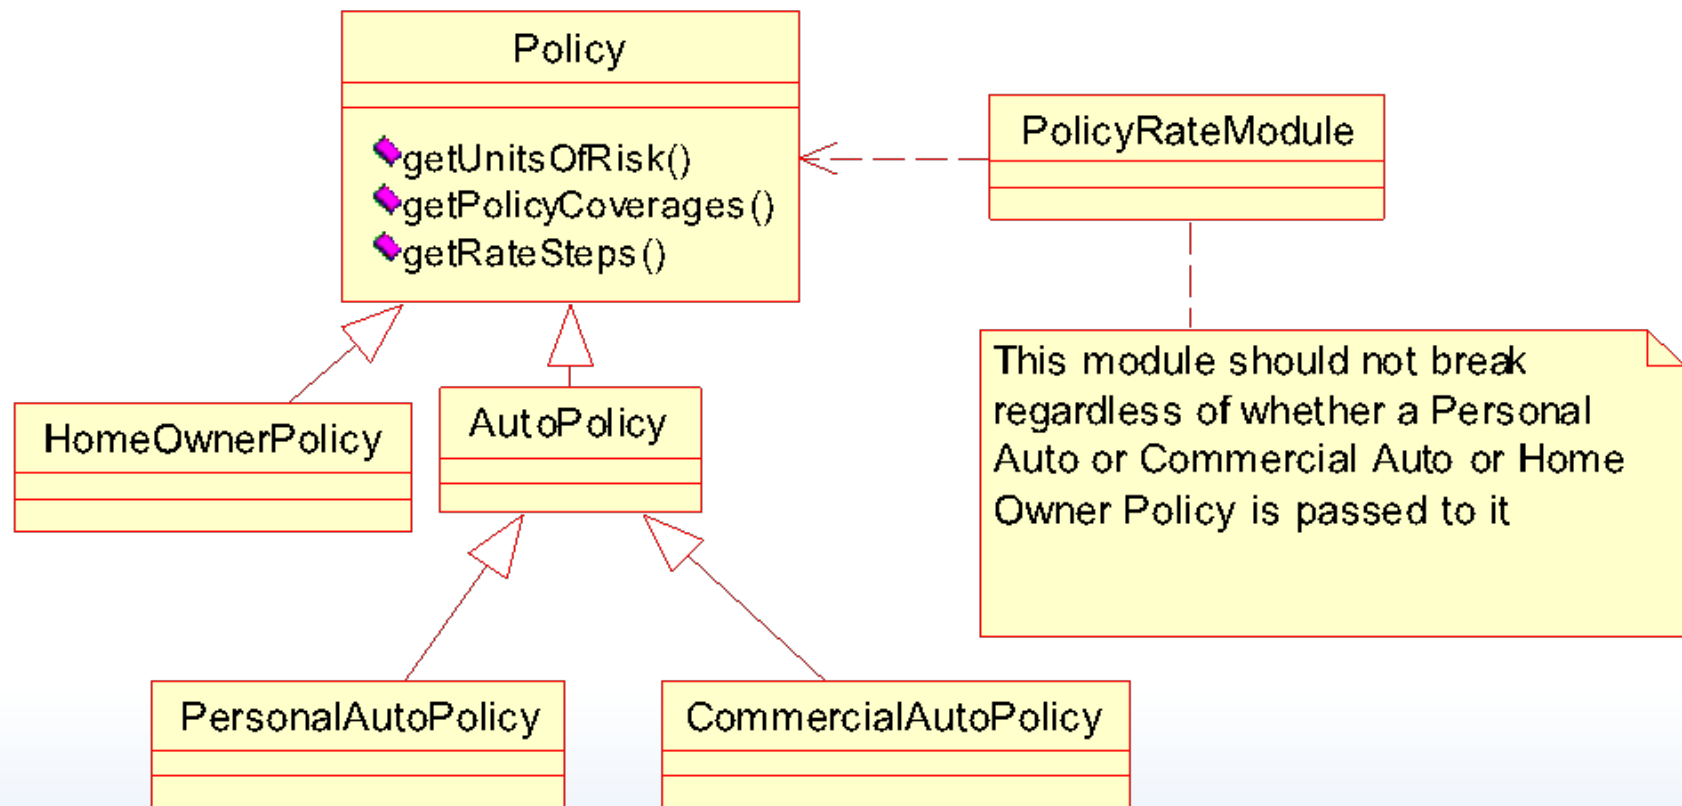 Policy
getUnitsOfRisk()
getPolicyCoverages()
getRateSteps()
PolicyRateModule
This module should not break
regardless of whether a Personal
Auto or Commercial Auto or Home
Owner Policy is passed to it
HomeOwnerPolicy
AutoPolicy
PersonalAutoPolicy
CommercialAutoPolicy